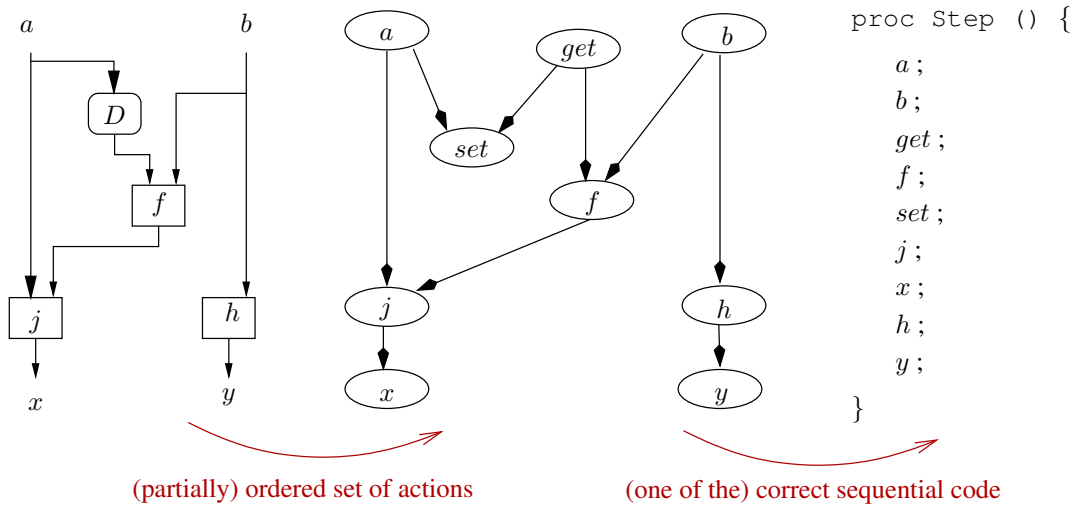 a
b
D
f
j
h
x
y
a
get
b
set
f
j
h
x
y
proc Step () {
a ;
b ;
get ;
f ;
set ;
j ;
x ;
h ;
y ;
}
(partially) ordered set of actions
(one of the) correct sequential code